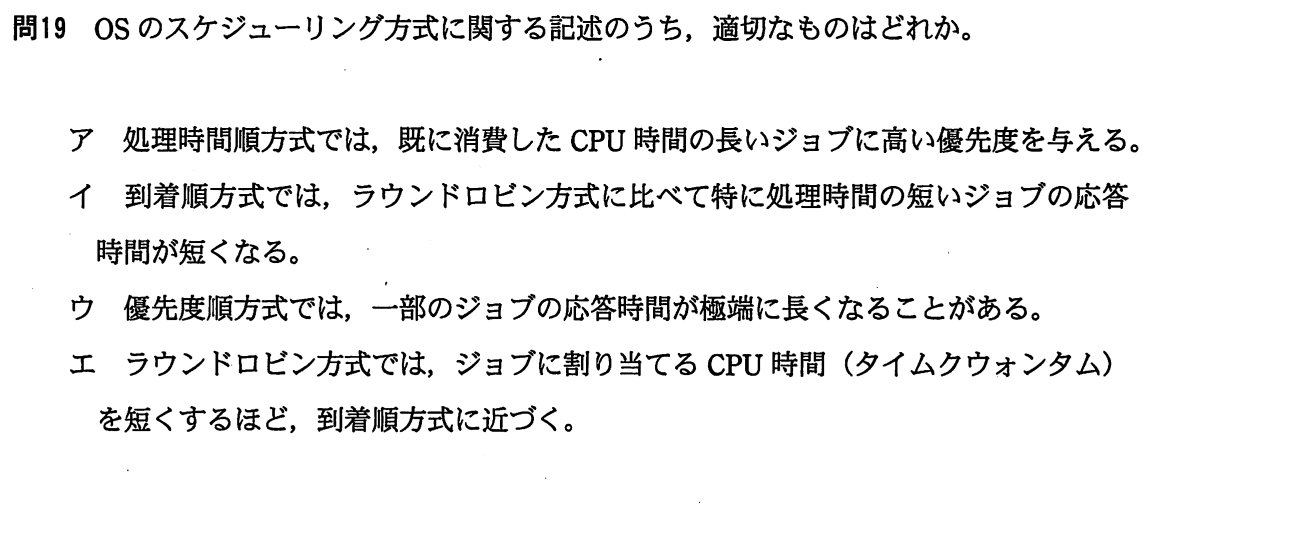 問19 OSのスケジューリング方式に関する記述のうち，適切なものはどれか。
ア 処理時間順方式では，既に消費した CPU 時間の長いジョブに高い優先度を与える。
イ 到着順方式では，ラウンドロビン方式に比べて特に処理時間の短いジョブの応答
時間が短くなる。
ウ 優先度順方式では，一部のジョブの応答時間が極端に長くなることがある。
エ ラウンドロビン方式では，ジョブに割り当てる CPU 時間（タイムクウォンタム）
を短くするほど，到着順方式に近づく。